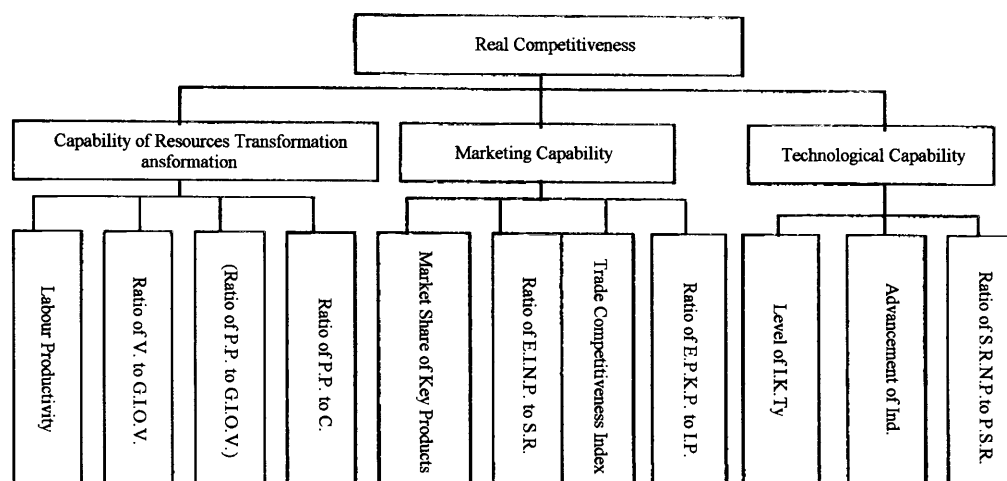 Real Competitiveness
Capability of Resources Transformation
ansformation
Marketing Capability
Technological Capability
Labour Productivity
Ratio of V. to G.I.O.V.
(Ratio of P.P. to G.I.O.V.)
Ratio of P.P. to C.
Market Share of Key Products
Ratio of E.I.N.P. to S.R.
Trade Competitiveness Index
Ratio of E.P.K.P. to I.P.
Level of I.K.Ty
Advancement of Ind.
Ratio of S.R.N.P.to P.S.R.